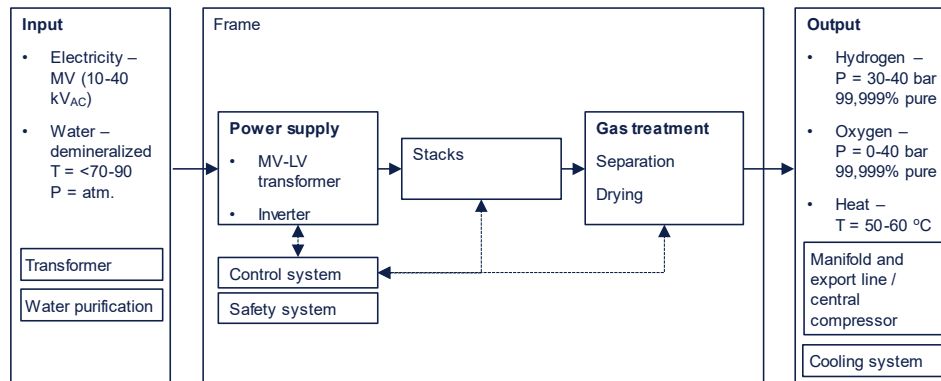 Input
• Electricity –
MV (10-40
kVAC)
• Water –
demineralized
T = <70-90
P = atm.
Transformer
Water purification
Frame
Power supply
• MV-LV
transformer
• Inverter
Control system
Safety system
Stacks
Gas treatment
Separation
Drying
Output
• Hydrogen –
P = 30-40 bar
99,999% pure
• Oxygen –
P = 0-40 bar
99,999% pure
• Heat –
T = 50-60 ºC
Manifold and
export line /
central
compressor
Cooling system